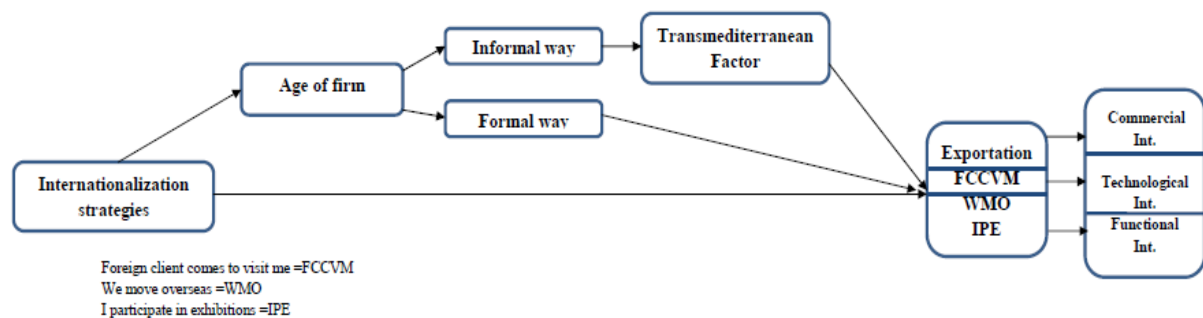 Informal way
Transmediterranean
Factor
Age of firm
Formal way
Internationalization
strategies
Exportation
FCCVM
WMO
IPE
Commercial
Int.
Technological
Int.
Functional
Int.
Foreign client comes to visit me =FCCVM
We move overseas =WMO
I participate in exhibitions =IPE